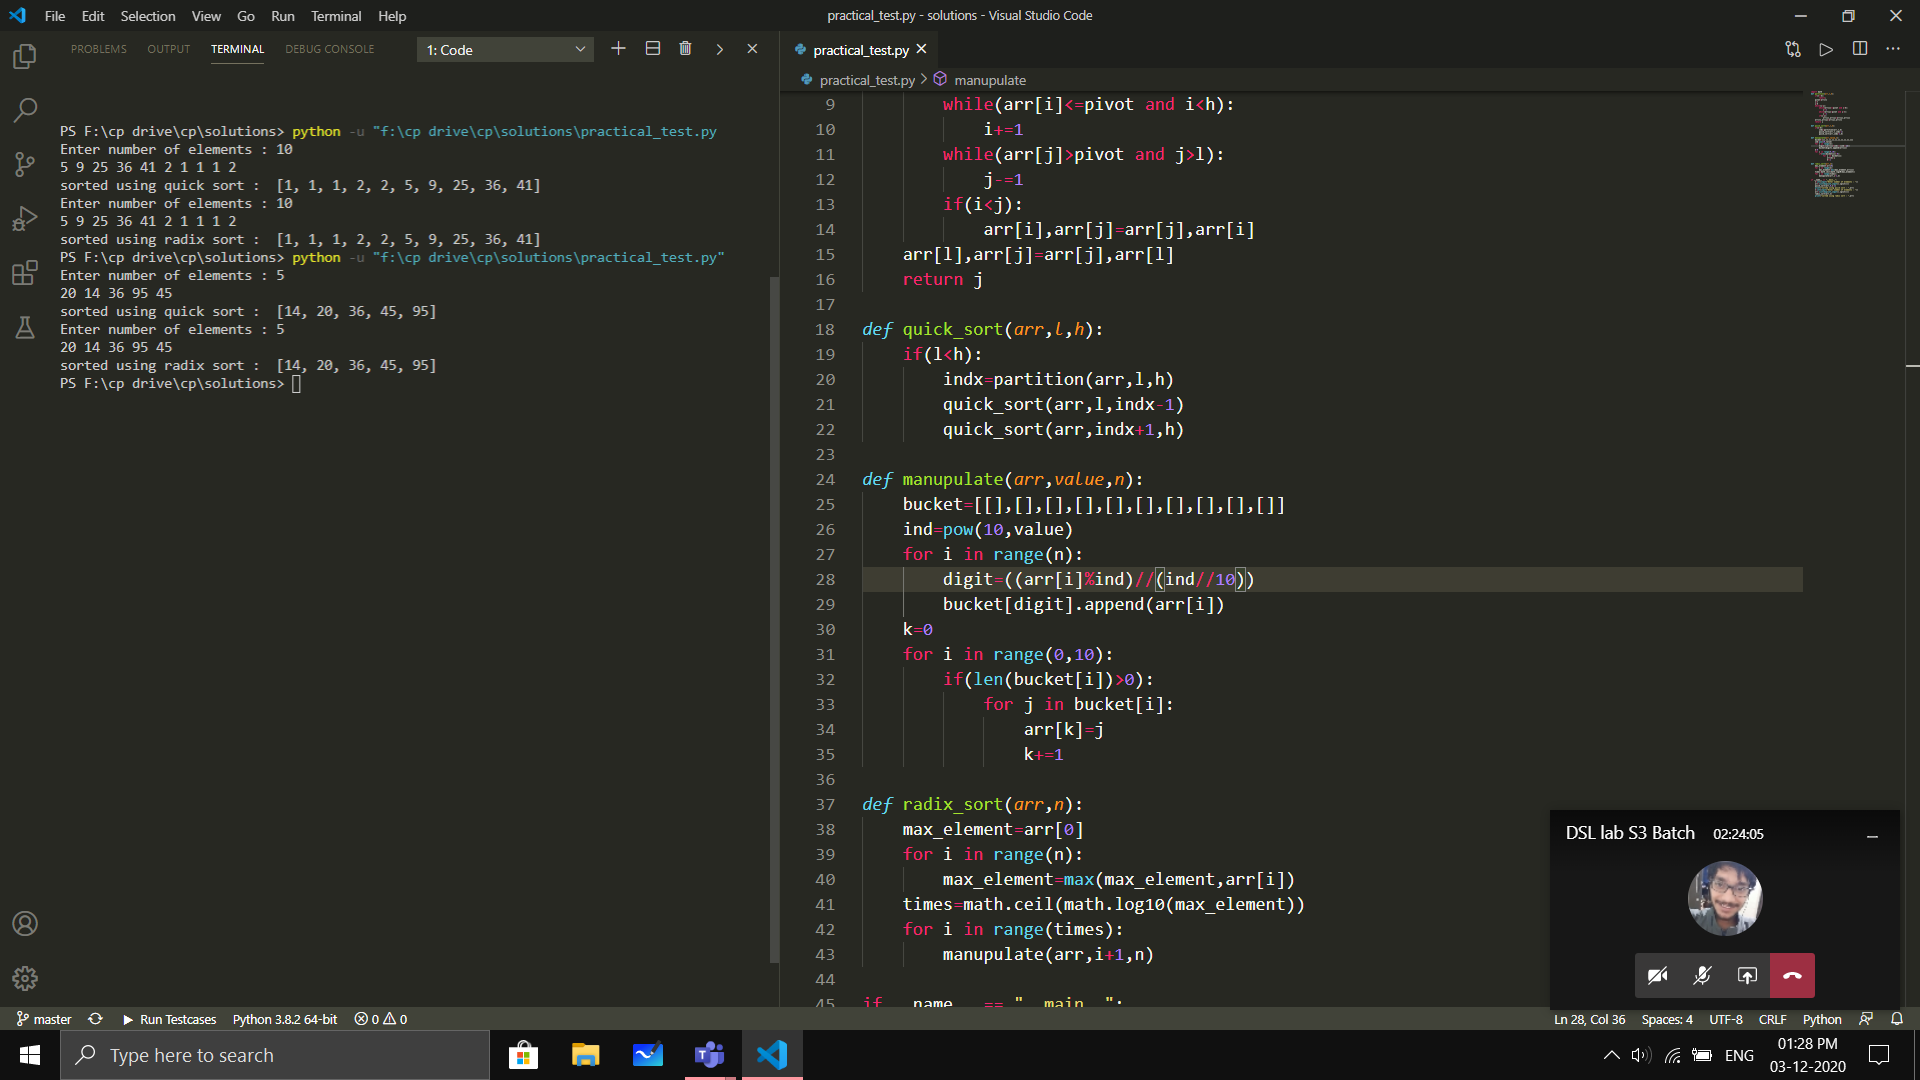 File Edit Selection View Go Run Terminal Help
practical_test.py - solutions - Visual Studio Code
PROBLEMS OUTPUT TERMINAL DEBUG CONSOLE 1: Code
PS F:\cp drive\cp\solutions> python -u "f:\cp drive\cp\solutions\practical_test.py
Enter number of elements : 10
5 9 25 36 41 2 1 1 1 2
sorted using quick sort :  [1, 1, 1, 2, 2, 5, 9, 25, 36, 41]
Enter number of elements : 10
5 9 25 36 41 2 1 1 1 2
sorted using radix sort :  [1, 1, 1, 2, 2, 5, 9, 25, 36, 41]
PS F:\cp drive\cp\solutions> python -u "f:\cp drive\cp\solutions\practical_test.py"
Enter number of elements : 5
20 14 36 95 45
sorted using quick sort :  [14, 20, 36, 45, 95]
Enter number of elements : 5
20 14 36 95 45
sorted using radix sort :  [14, 20, 36, 45, 95]
PS F:\cp drive\cp\solutions>
practical_test.py
practical_test.py > manupulate
9         while(arr[i]<=pivot and i<h):
10             i+=1
11         while(arr[j]>pivot and j>l):
12             j-=1
13         if(i<j):
14             arr[i],arr[j]=arr[j],arr[i]
15     arr[l],arr[j]=arr[j],arr[l]
16     return j
17
18 def quick_sort(arr,l,h):
19     if(l<h):
20         indx=partition(arr,l,h)
21         quick_sort(arr,l,indx-1)
22         quick_sort(arr,indx+1,h)
23
24 def manupulate(arr,value,n):
25     bucket=[[],[],[],[],[],[],[],[],[],[]]
26     ind=pow(10,value)
27     for i in range(n):
28         digit=((arr[i]%ind)//(ind//10))
29         bucket[digit].append(arr[i])
30     k=0
31     for i in range(0,10):
32         if(len(bucket[i])>0):
33             for j in bucket[i]:
34                 arr[k]=j
35                 k+=1
36
37 def radix_sort(arr,n):
38     max_element=arr[0]
39     for i in range(n):
40         max_element=max(max_element,arr[i])
41     times=math.ceil(math.log10(max_element))
42     for i in range(times):
43         manupulate(arr,i+1,n)
44
45 if __name__ == "__main__":
DSL lab S3 Batch 02:24:05
master Run Testcases Python 3.8.2 64-bit 0 0
Ln 28, Col 36 Spaces: 4 UTF-8 CRLF Python
Type here to search
ENG
01:28 PM
03-12-2020